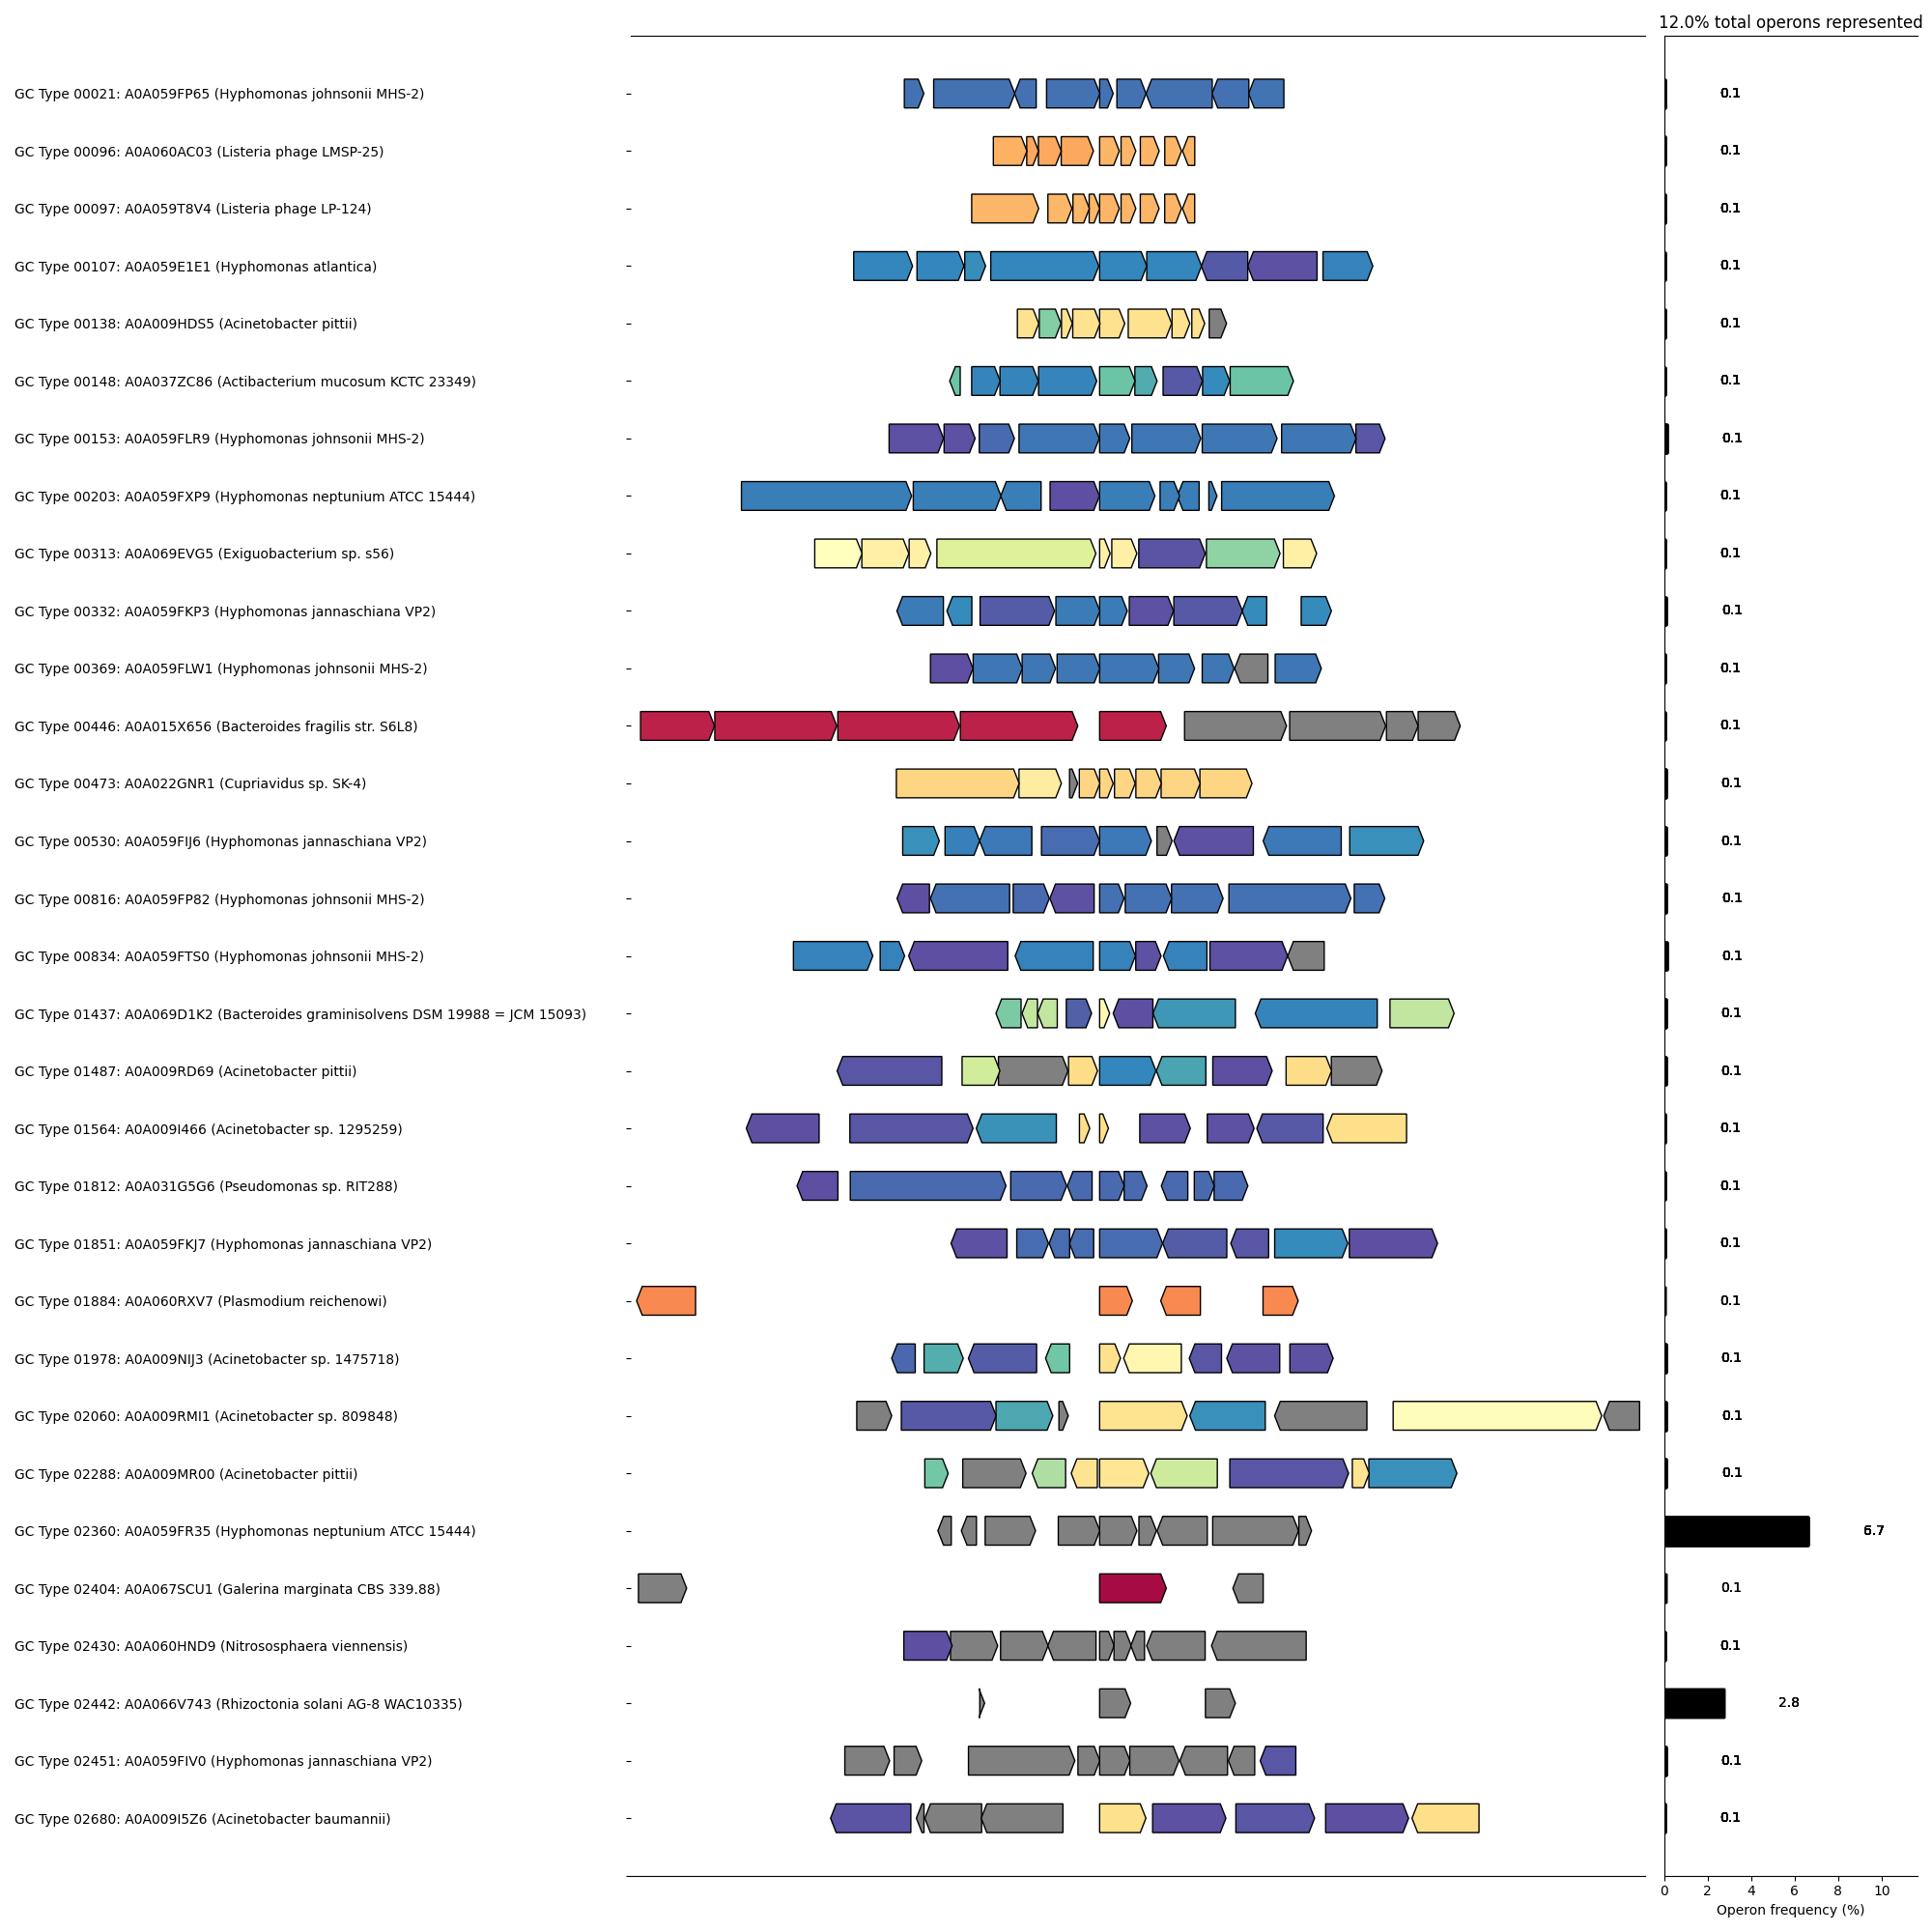 12.0% total operons represented
GC Type 00021: A0A059FP65 (Hyphomonas johnsonii MHS-2) 0.1
GC Type 00096: A0A060AC03 (Listeria phage LMSP-25) 0.1
GC Type 00097: A0A059T8V4 (Listeria phage LP-124) 0.1
GC Type 00107: A0A059E1E1 (Hyphomonas atlantica) 0.1
GC Type 00138: A0A009HDS5 (Acinetobacter pittii) 0.1
GC Type 00148: A0A037ZC86 (Actibacterium mucosum KCTC 23349) 0.1
GC Type 00153: A0A059FLR9 (Hyphomonas johnsonii MHS-2) 0.1
GC Type 00203: A0A059FXP9 (Hyphomonas neptunium ATCC 15444) 0.1
GC Type 00313: A0A069EVG5 (Exiguobacterium sp. s56) 0.1
GC Type 00332: A0A059FKP3 (Hyphomonas jannaschiana VP2) 0.1
GC Type 00369: A0A059FLW1 (Hyphomonas johnsonii MHS-2) 0.1
GC Type 00446: A0A015X656 (Bacteroides fragilis str. S6L8) 0.1
GC Type 00473: A0A022GNR1 (Cupriavidus sp. SK-4) 0.1
GC Type 00530: A0A059FIJ6 (Hyphomonas jannaschiana VP2) 0.1
GC Type 00816: A0A059FP82 (Hyphomonas johnsonii MHS-2) 0.1
GC Type 00834: A0A059FTS0 (Hyphomonas johnsonii MHS-2) 0.1
GC Type 01437: A0A069D1K2 (Bacteroides graminisolvens DSM 19988 = JCM 15093) 0.1
GC Type 01487: A0A009RD69 (Acinetobacter pittii) 0.1
GC Type 01564: A0A009I466 (Acinetobacter sp. 1295259) 0.1
GC Type 01812: A0A031G5G6 (Pseudomonas sp. RIT288) 0.1
GC Type 01851: A0A059FKJ7 (Hyphomonas jannaschiana VP2) 0.1
GC Type 01884: A0A060RXV7 (Plasmodium reichenowi) 0.1
GC Type 01978: A0A009NIJ3 (Acinetobacter sp. 1475718) 0.1
GC Type 02060: A0A009RMI1 (Acinetobacter sp. 809848) 0.1
GC Type 02288: A0A009MR00 (Acinetobacter pittii) 0.1
GC Type 02360: A0A059FR35 (Hyphomonas neptunium ATCC 15444)
GC Type 02404: A0A067SCU1 (Galerina marginata CBS 339.88) 0.1
GC Type 02430: A0A060HND9 (Nitrososphaera viennensis) 0.1
GC Type 02442: A0A066V743 (Rhizoctonia solani AG-8 WAC10335) 2.8
GC Type 02451: A0A059FIV0 (Hyphomonas jannaschiana VP2) 0.1
GC Type 02680: A0A009I5Z6 (Acinetobacter baumannii) 0.1
0 2 4 6 8 10
Operon frequency (%)